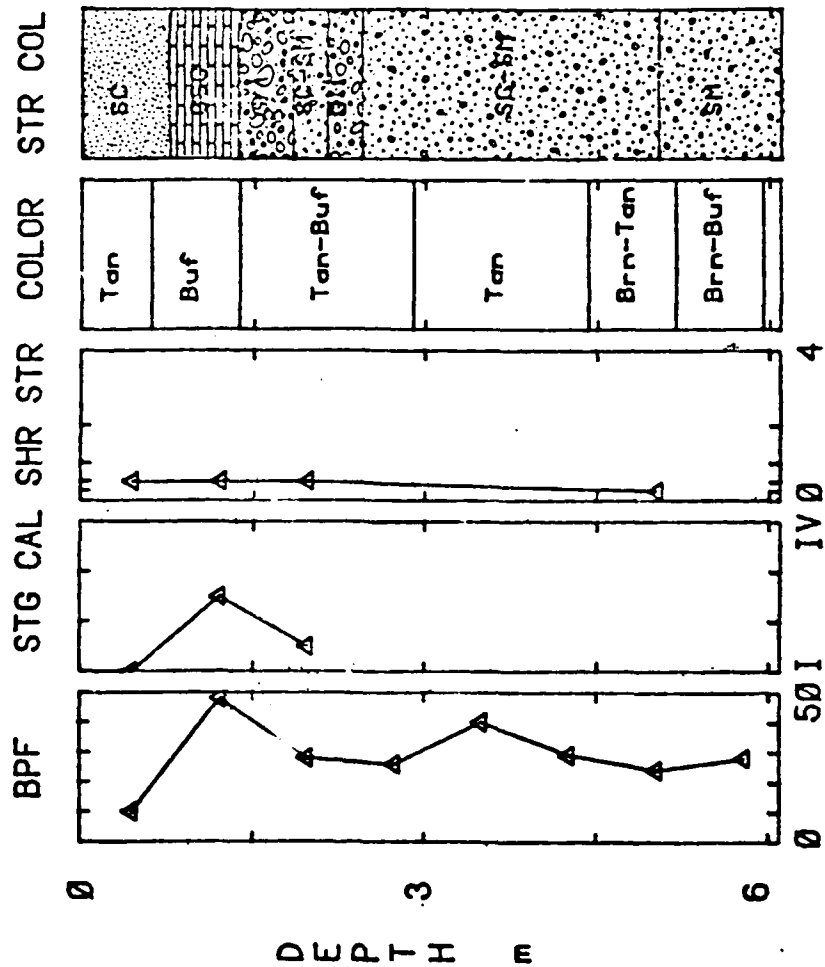 BPF
STG CAL
SHR STR
COLOR
STR COL
DEPTH m
0
3
6
0
50
I
IV
0
4
Tan
Buf
Tan-Buf
Tan
Brn-Tan
Brn-Buf
SC
SC-SM
SC-SM
SM